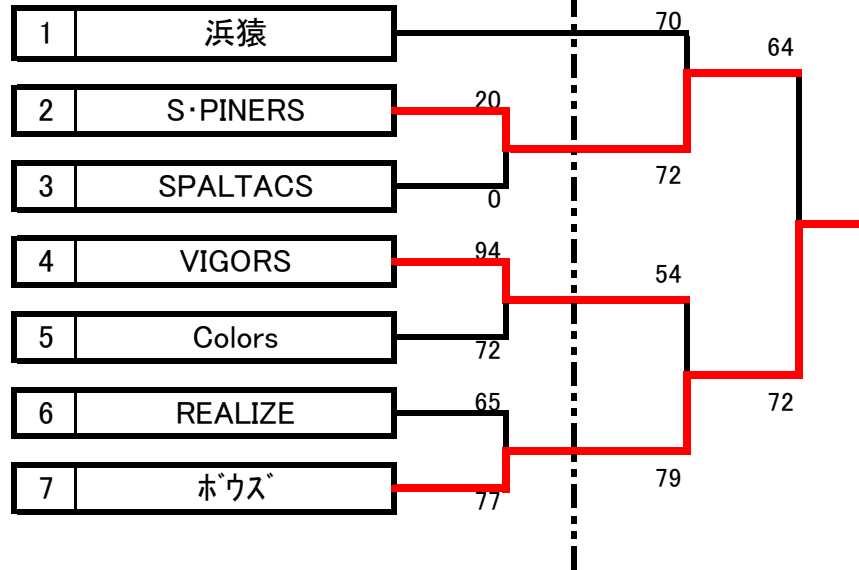 1 浜猿
70
64
2 S・PINERS
20
72
3 SPALTACS
0
4 VIGORS
94
54
5 Colors
72
6 REALIZE
65
72
7 ﾎﾞウズ
77
79